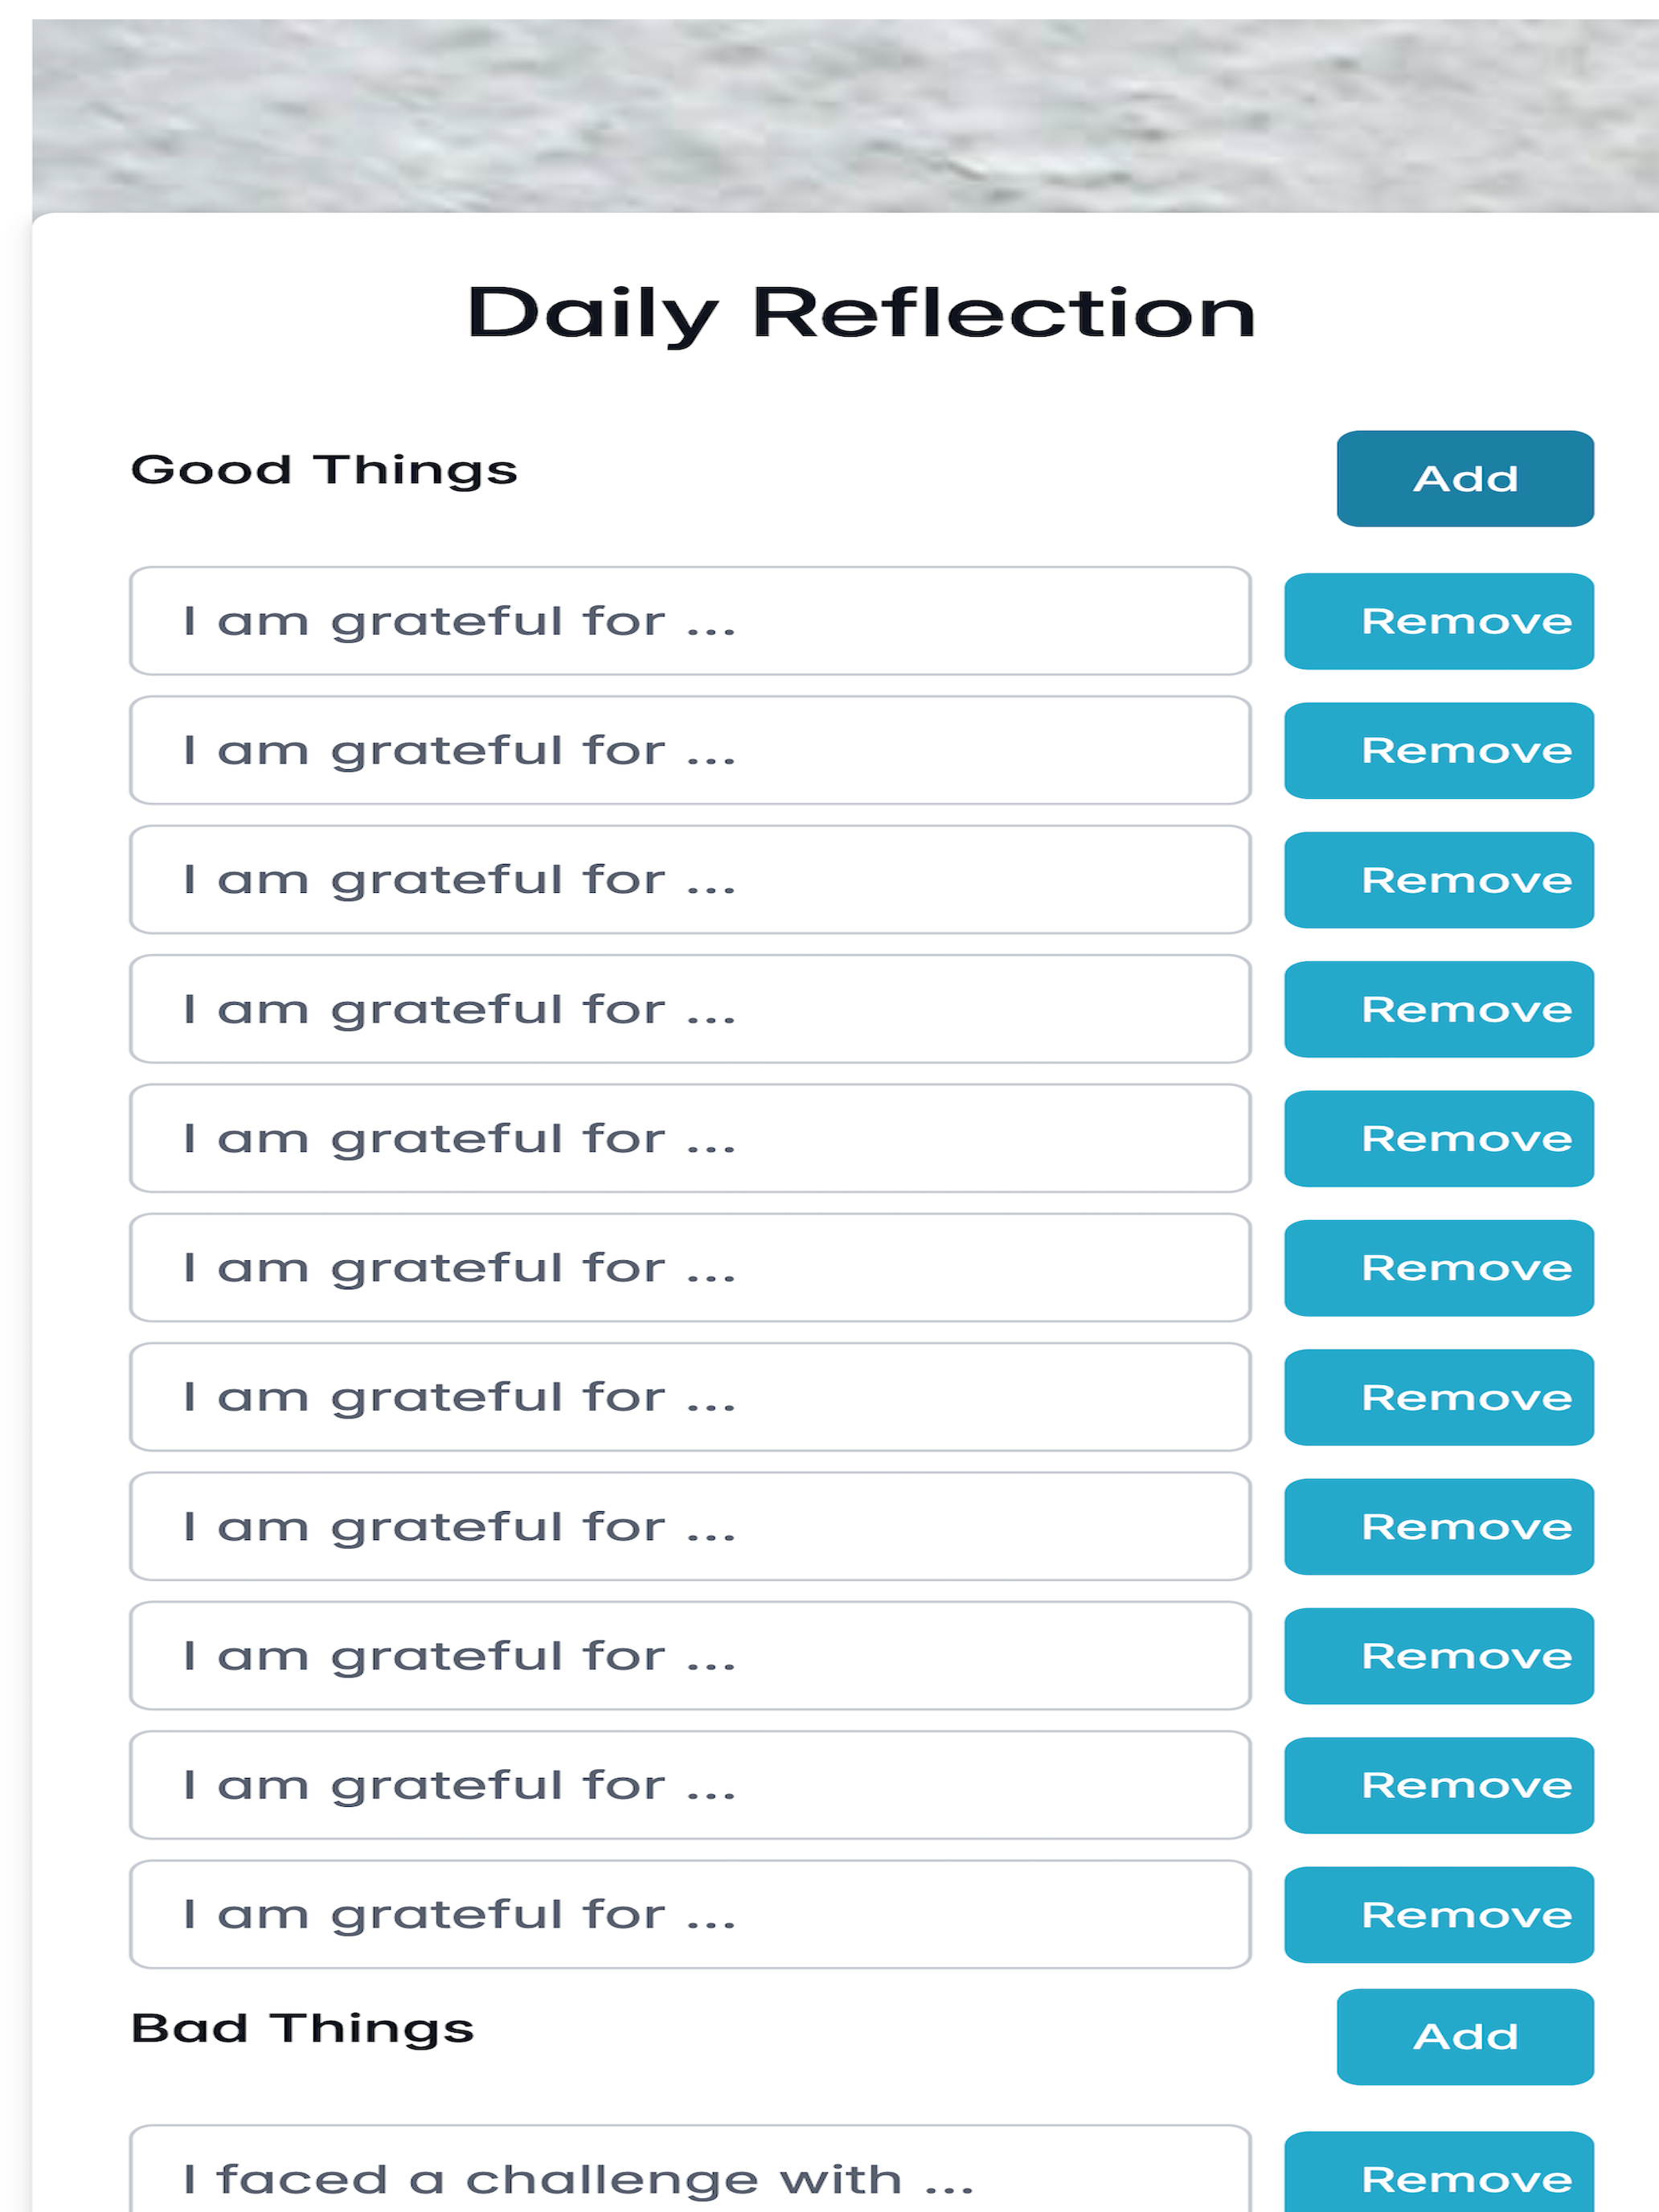 Daily Reflection
Good Things
Add
I am grateful for ...
Remove
I am grateful for ...
Remove
I am grateful for ...
Remove
I am grateful for ...
Remove
I am grateful for ...
Remove
I am grateful for ...
Remove
I am grateful for ...
Remove
I am grateful for ...
Remove
I am grateful for ...
Remove
I am grateful for ...
Remove
I am grateful for ...
Remove
Bad Things
Add
I faced a challenge with ...
Remove